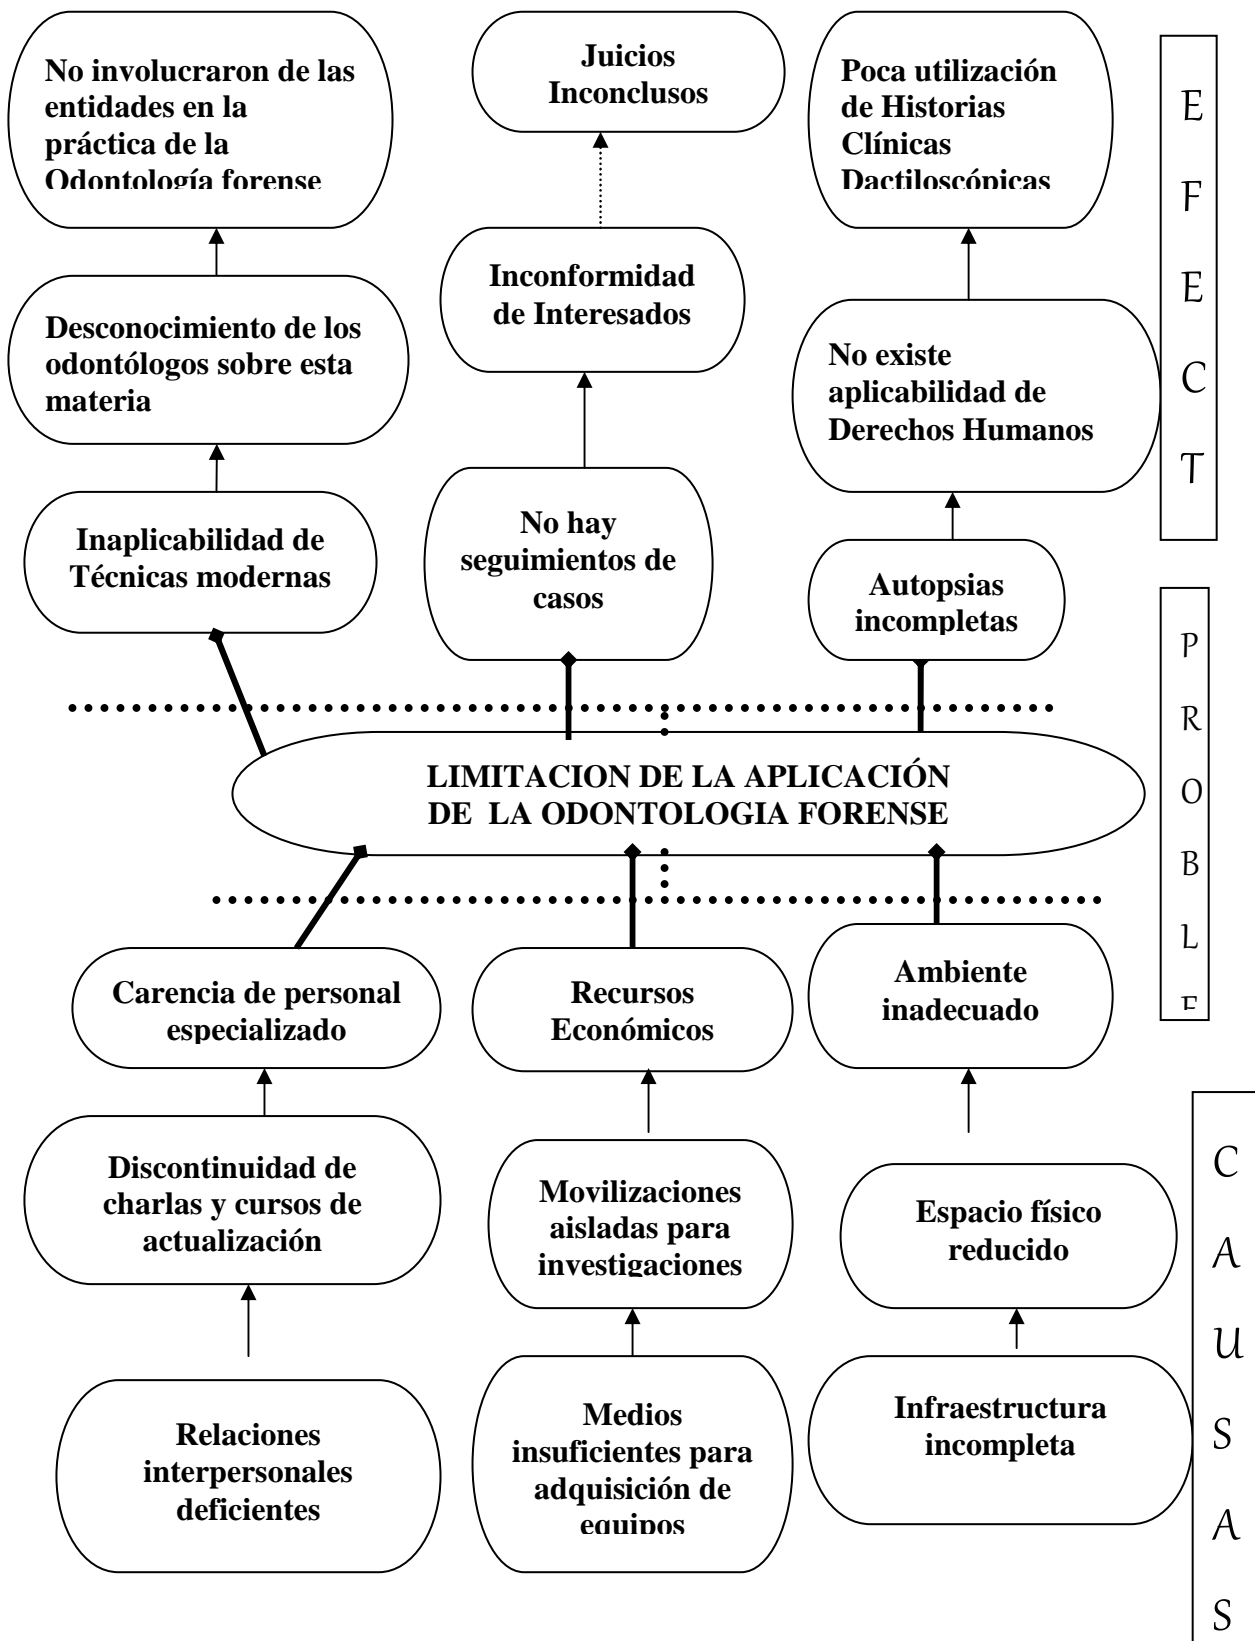 No involucraron de las
entidades en la
práctica de la
Odontología forense
Juicios
Inconclusos
Poca utilización
de Historias
Clínicas
Dactiloscópicas
Desconocimiento de los
odontólogos sobre esta
materia
Inconformidad
de Interesados
No existe
aplicabilidad de
Derechos Humanos
Inaplicabilidad de
Técnicas modernas
No hay
seguimientos de
casos
Autopsias
incompletas
E
F
E
C
T
LIMITACION DE LA APLICACIÓN
DE LA ODONTOLOGIA FORENSE
P
R
O
B
L
E
Carencia de personal
especializado
Recursos
Económicos
Ambiente
inadecuado
Discontinuidad de
charlas y cursos de
actualización
Movilizaciones
aisladas para
investigaciones
Espacio físico
reducido
Relaciones
interpersonales
deficientes
Medios
insuficientes para
adquisición de
equipos
Infraestructura
incompleta
C
A
U
S
A
S